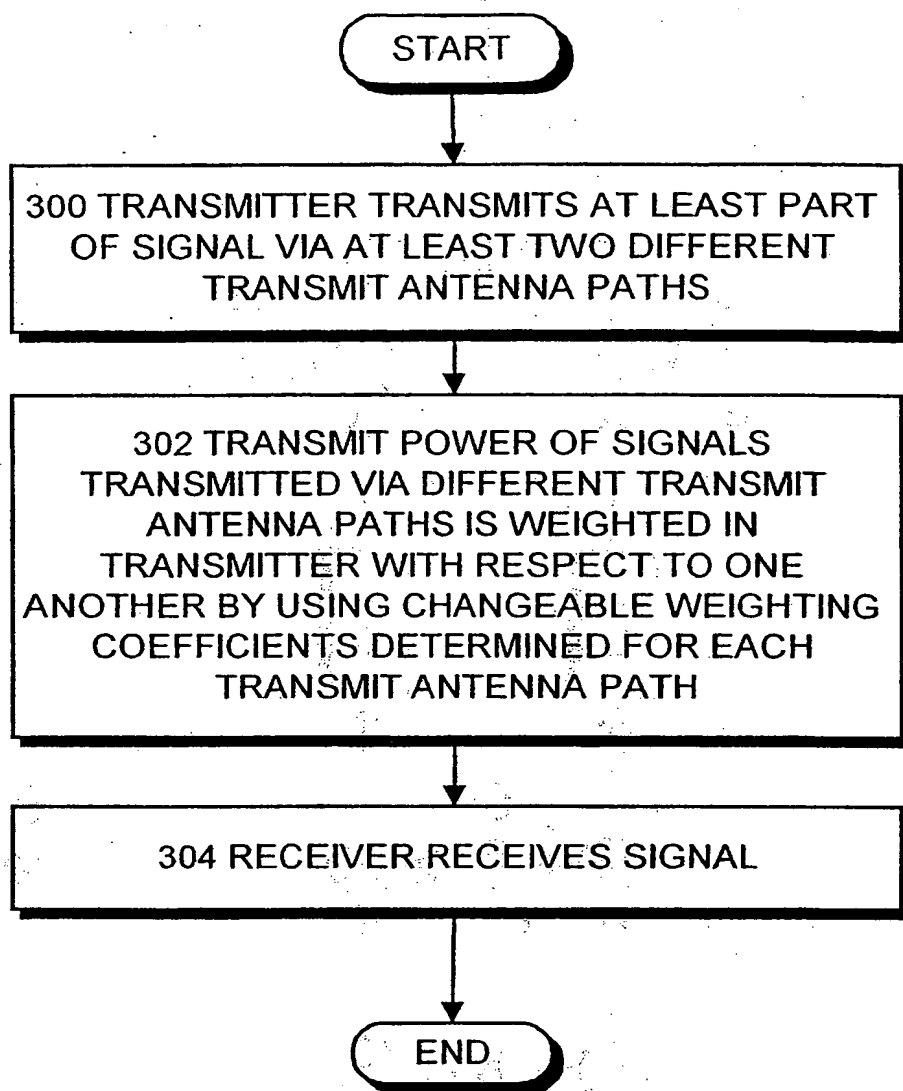 START
300 TRANSMITTER TRANSMITS AT LEAST PART
OF SIGNAL VIA AT LEAST TWO DIFFERENT
TRANSMIT ANTENNA PATHS
302 TRANSMIT POWER OF SIGNALS
TRANSMITTED VIA DIFFERENT TRANSMIT
ANTENNA PATHS IS WEIGHTED IN
TRANSMITTER WITH RESPECT TO ONE
ANOTHER BY USING CHANGEABLE WEIGHTING
COEFFICIENTS DETERMINED FOR EACH
TRANSMIT ANTENNA PATH
304 RECEIVER RECEIVES SIGNAL
END